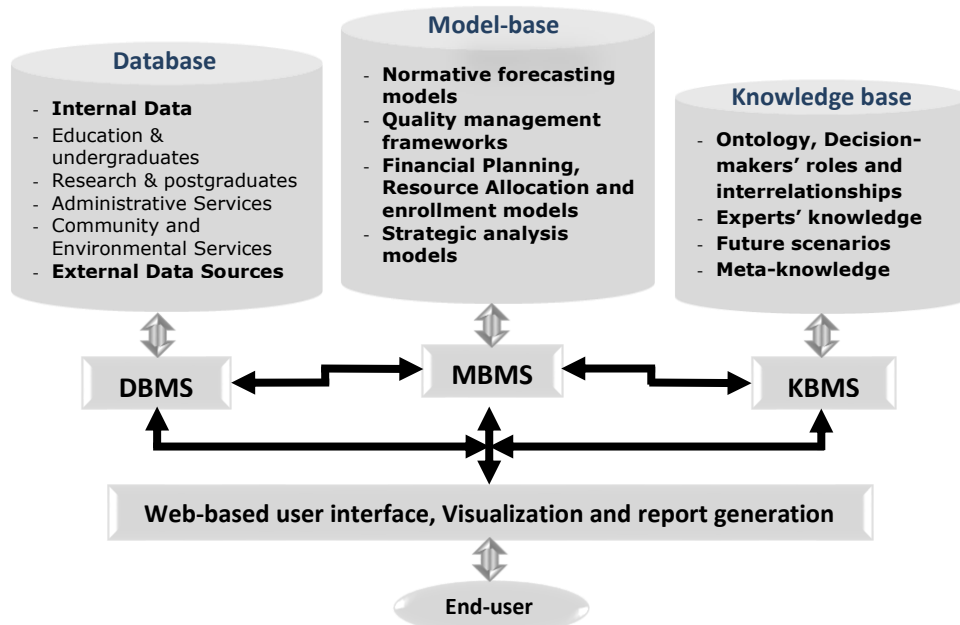 Database
- Internal Data
- Education &
undergraduates
- Research & postgraduates
- Administrative Services
- Community and
Environmental Services
- External Data Sources
Model-base
- Normative forecasting
models
- Quality management
frameworks
- Financial Planning,
Resource Allocation and
enrollment models
- Strategic analysis
models
Knowledge base
- Ontology, Decision-
makers’ roles and
interrelationships
- Experts’ knowledge
- Future scenarios
- Meta-knowledge
DBMS
MBMS
KBMS
Web-based user interface, Visualization and report generation
End-user